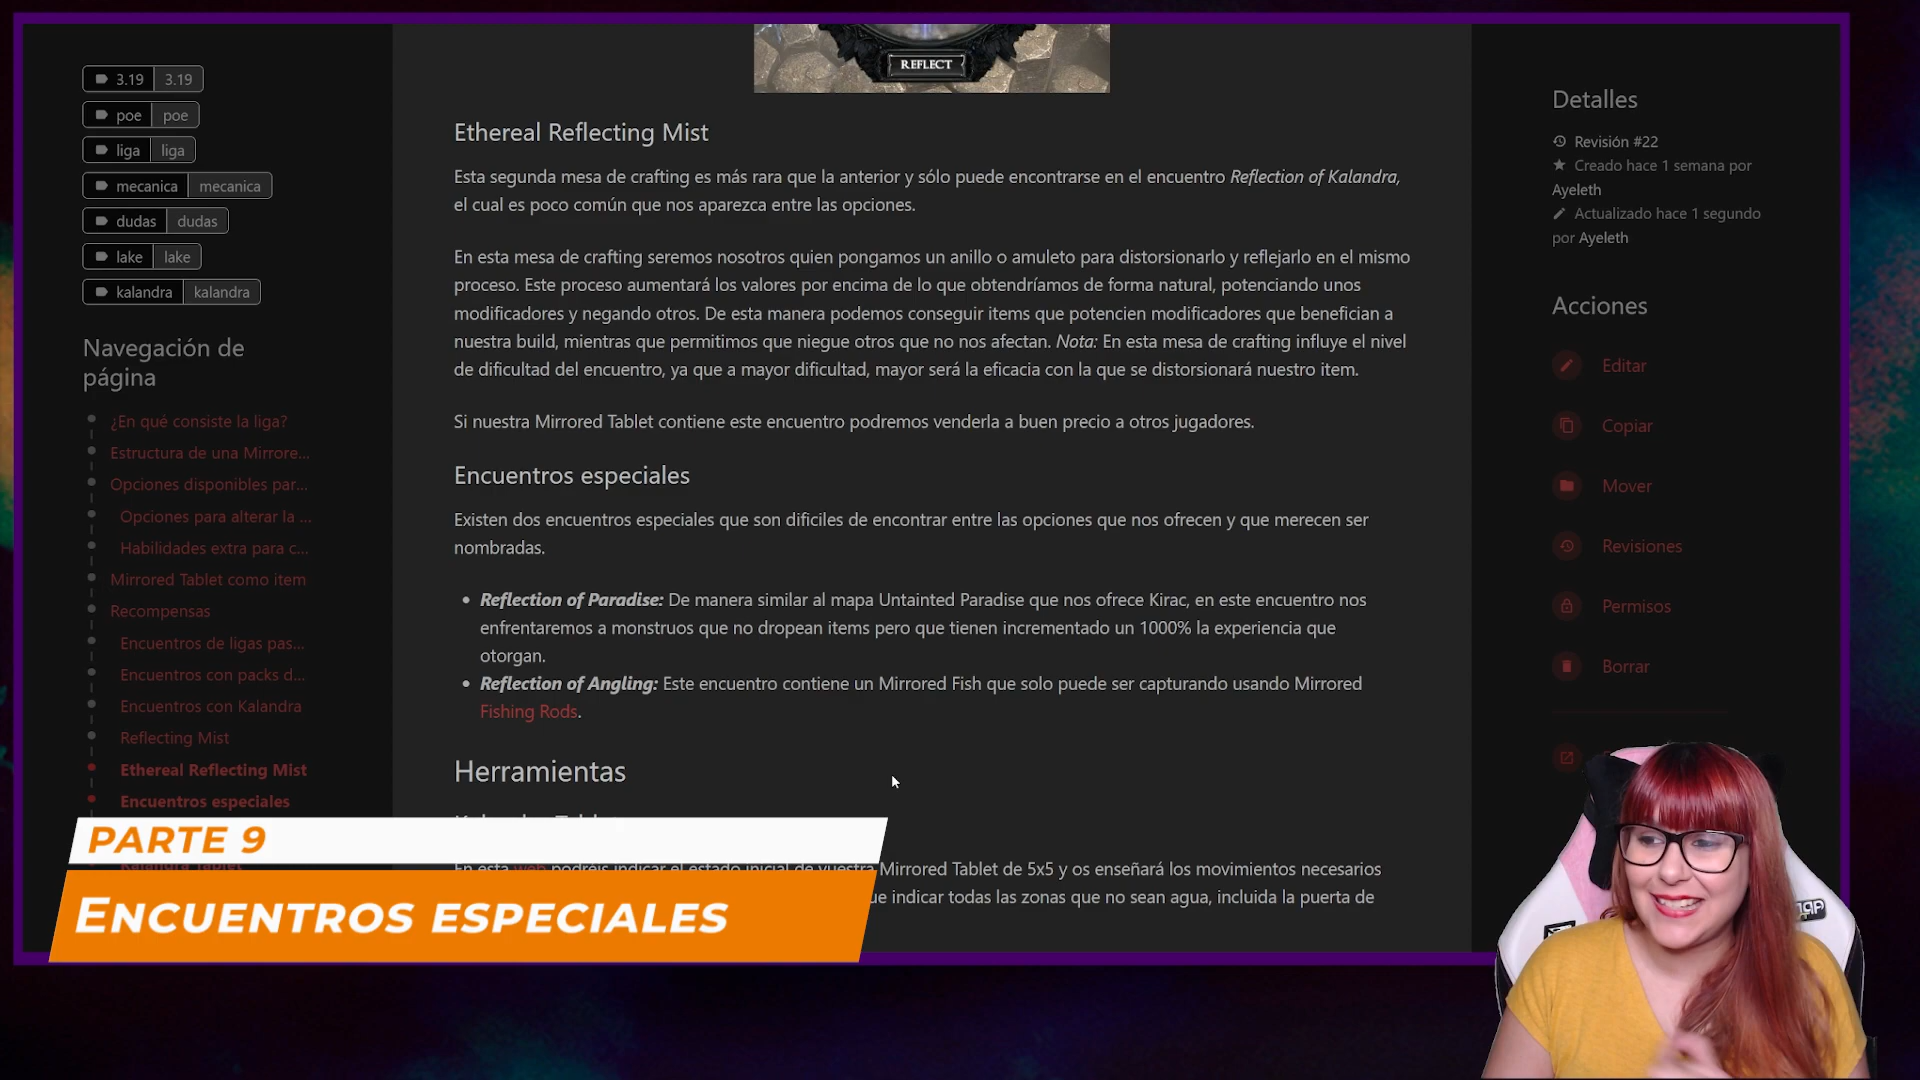 3.19 3.19
poe poe
liga liga
mecanica mecanica
dudas dudas
lake lake
kalandra kalandra
Navegación de
página
¿En qué consiste la liga?
Estructura de una Mirrore...
Opciones disponibles par...
Opciones para alterar la ...
Habilidades extra para c...
Mirrored Tablet como item
Recompensas
Encuentros de ligas pas...
Encuentros con packs d...
Encuentros con Kalandra
Reflecting Mist
Ethereal Reflecting Mist
Encuentros especiales
REFLECT
Ethereal Reflecting Mist
Esta segunda mesa de crafting es más rara que la anterior y sólo puede encontrarse en el encuentro Reflection of Kalandra,
el cual es poco común que nos aparezca entre las opciones.
En esta mesa de crafting seremos nosotros quien pongamos un anillo o amuleto para distorsionarlo y reflejarlo en el mismo
proceso. Este proceso aumentará los valores por encima de lo que obtendríamos de forma natural, potenciando unos
modificadores y negando otros. De esta manera podemos conseguir items que potencien modificadores que benefician a
nuestra build, mientras que permitimos que niegue otros que no nos afectan. Nota: En esta mesa de crafting influye el nivel
de dificultad del encuentro, ya que a mayor dificultad, mayor será la eficacia con la que se distorsionará nuestro item.
Si nuestra Mirrored Tablet contiene este encuentro podremos venderla a buen precio a otros jugadores.
Encuentros especiales
Existen dos encuentros especiales que son dificiles de encontrar entre las opciones que nos ofrecen y que merecen ser
nombradas.
Reflection of Paradise: De manera similar al mapa Untainted Paradise que nos ofrece Kirac, en este encuentro nos
enfrentaremos a monstruos que no dropean items pero que tienen incrementado un 1000% la experiencia que
otorgan.
Reflection of Angling: Este encuentro contiene un Mirrored Fish que solo puede ser capturando usando Mirrored
Fishing Rods.
Herramientas
En esta web podréis indicar el estado inicial de vuestra Mirrored Tablet de 5x5 y os enseñará los movimientos necesarios
indicar todas las zonas que no sean agua, incluida la puerta de
Detalles
Revisión #22
Creado hace 1 semana por
Ayeleth
Actualizado hace 1 segundo
por Ayeleth
Acciones
Editar
Copiar
Mover
Revisiones
Permisos
Borrar
PARTE 9
ENCUENTROS ESPECIALES